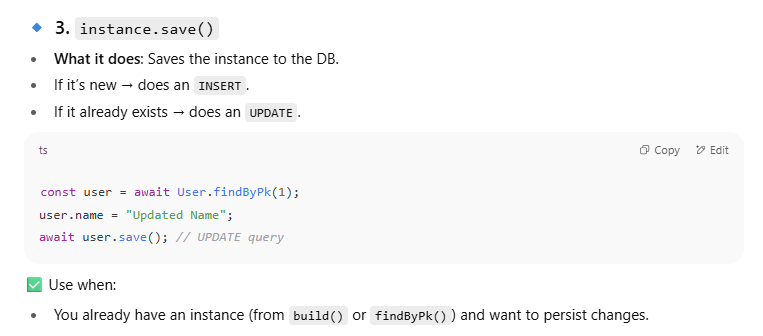 3. instance.save()
What it does: Saves the instance to the DB.
If it's new → does an INSERT.
If it already exists → does an UPDATE.
ts Copy Edit
const user = await User.findByPk(1);
user.name = "Updated Name";
await user.save(); // UPDATE query
Use when:
You already have an instance (from build() or findByPk()) and want to persist changes.